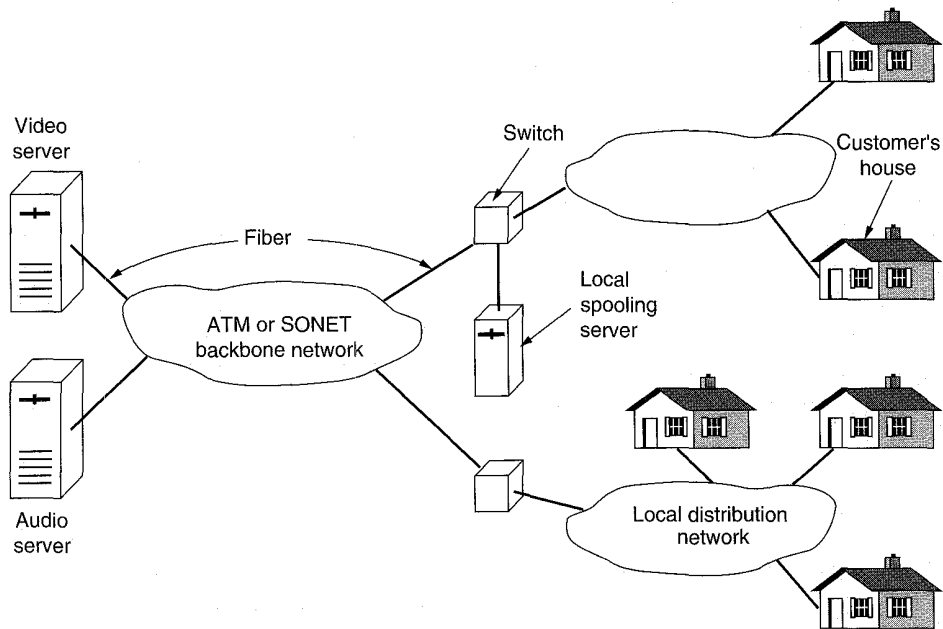 Video
server
Switch
Customer's
house
Fiber
ATM or SONET
backbone network
Local
spooling
server
Audio
server
Local distribution
network